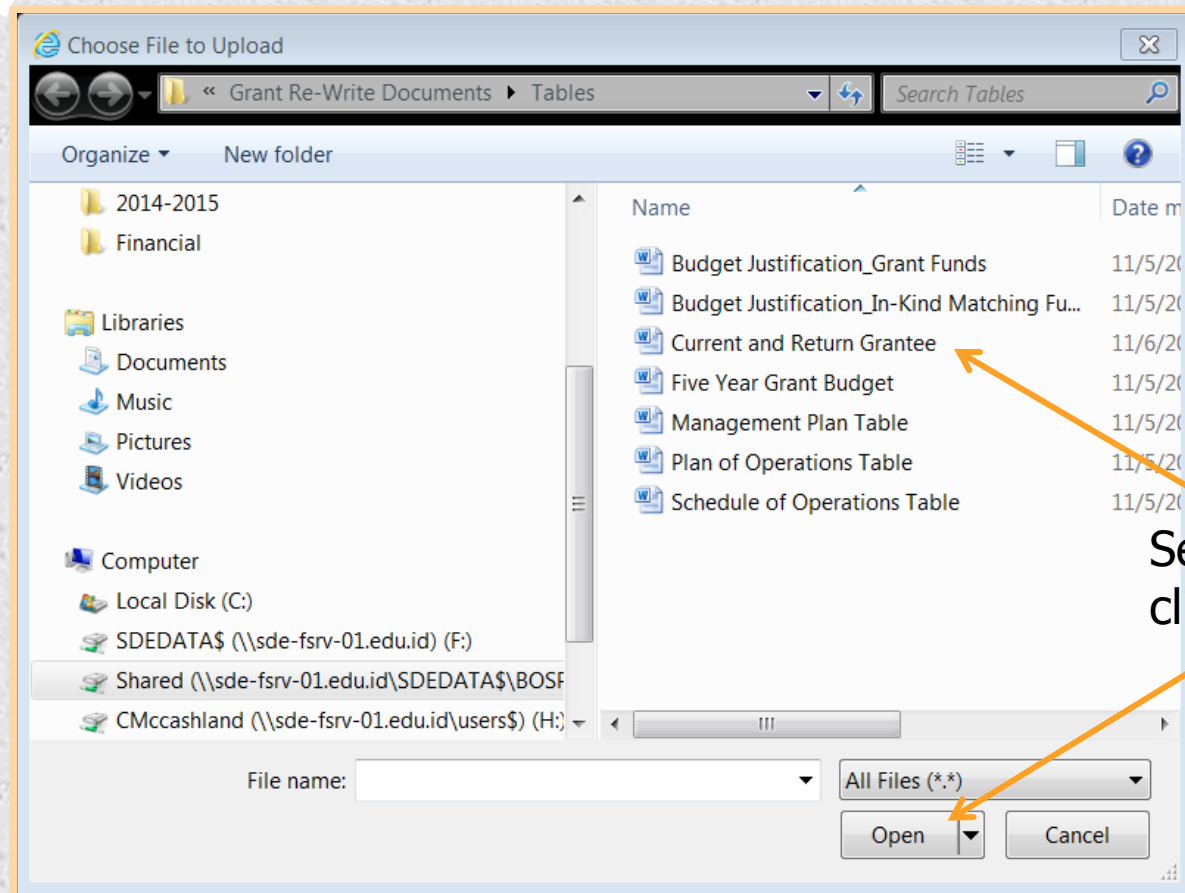 Choose File to Upload
« Grant Re-Write Documents ▸ Tables
Search Tables
Organize
New folder
2014-2015
Financial
Libraries
Documents
Music
Pictures
Videos
Computer
Local Disk (C:)
SDEDATA$ (\\sde-fsrv-01.edu.id) (F:)
Shared (\\sde-fsrv-01.edu.id\SDEDATA$\BOSF
CMccashland (\\sde-fsrv-01.edu.id\users$) (H:)
Name
Date m
Budget Justification_Grant Funds
11/5/20
Budget Justification_In-Kind Matching Fu...
11/5/20
Current and Return Grantee
11/6/20
Five Year Grant Budget
11/5/20
Management Plan Table
11/5/20
Plan of Operations Table
11/5/20
Schedule of Operations Table
11/5/20
Se
cl
File name:
All Files (*.*)
Open
Cancel